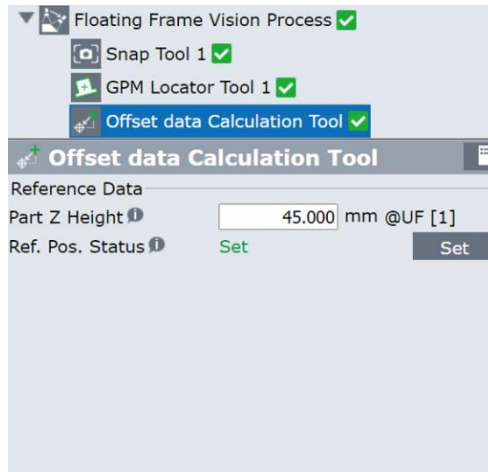 Floating Frame Vision Process
Snap Tool 1
GPM Locator Tool 1
Offset data Calculation Tool
Offset data Calculation Tool
Reference Data
Part Z Height 45.000 mm @UF [1]
Ref. Pos. Status Set Set